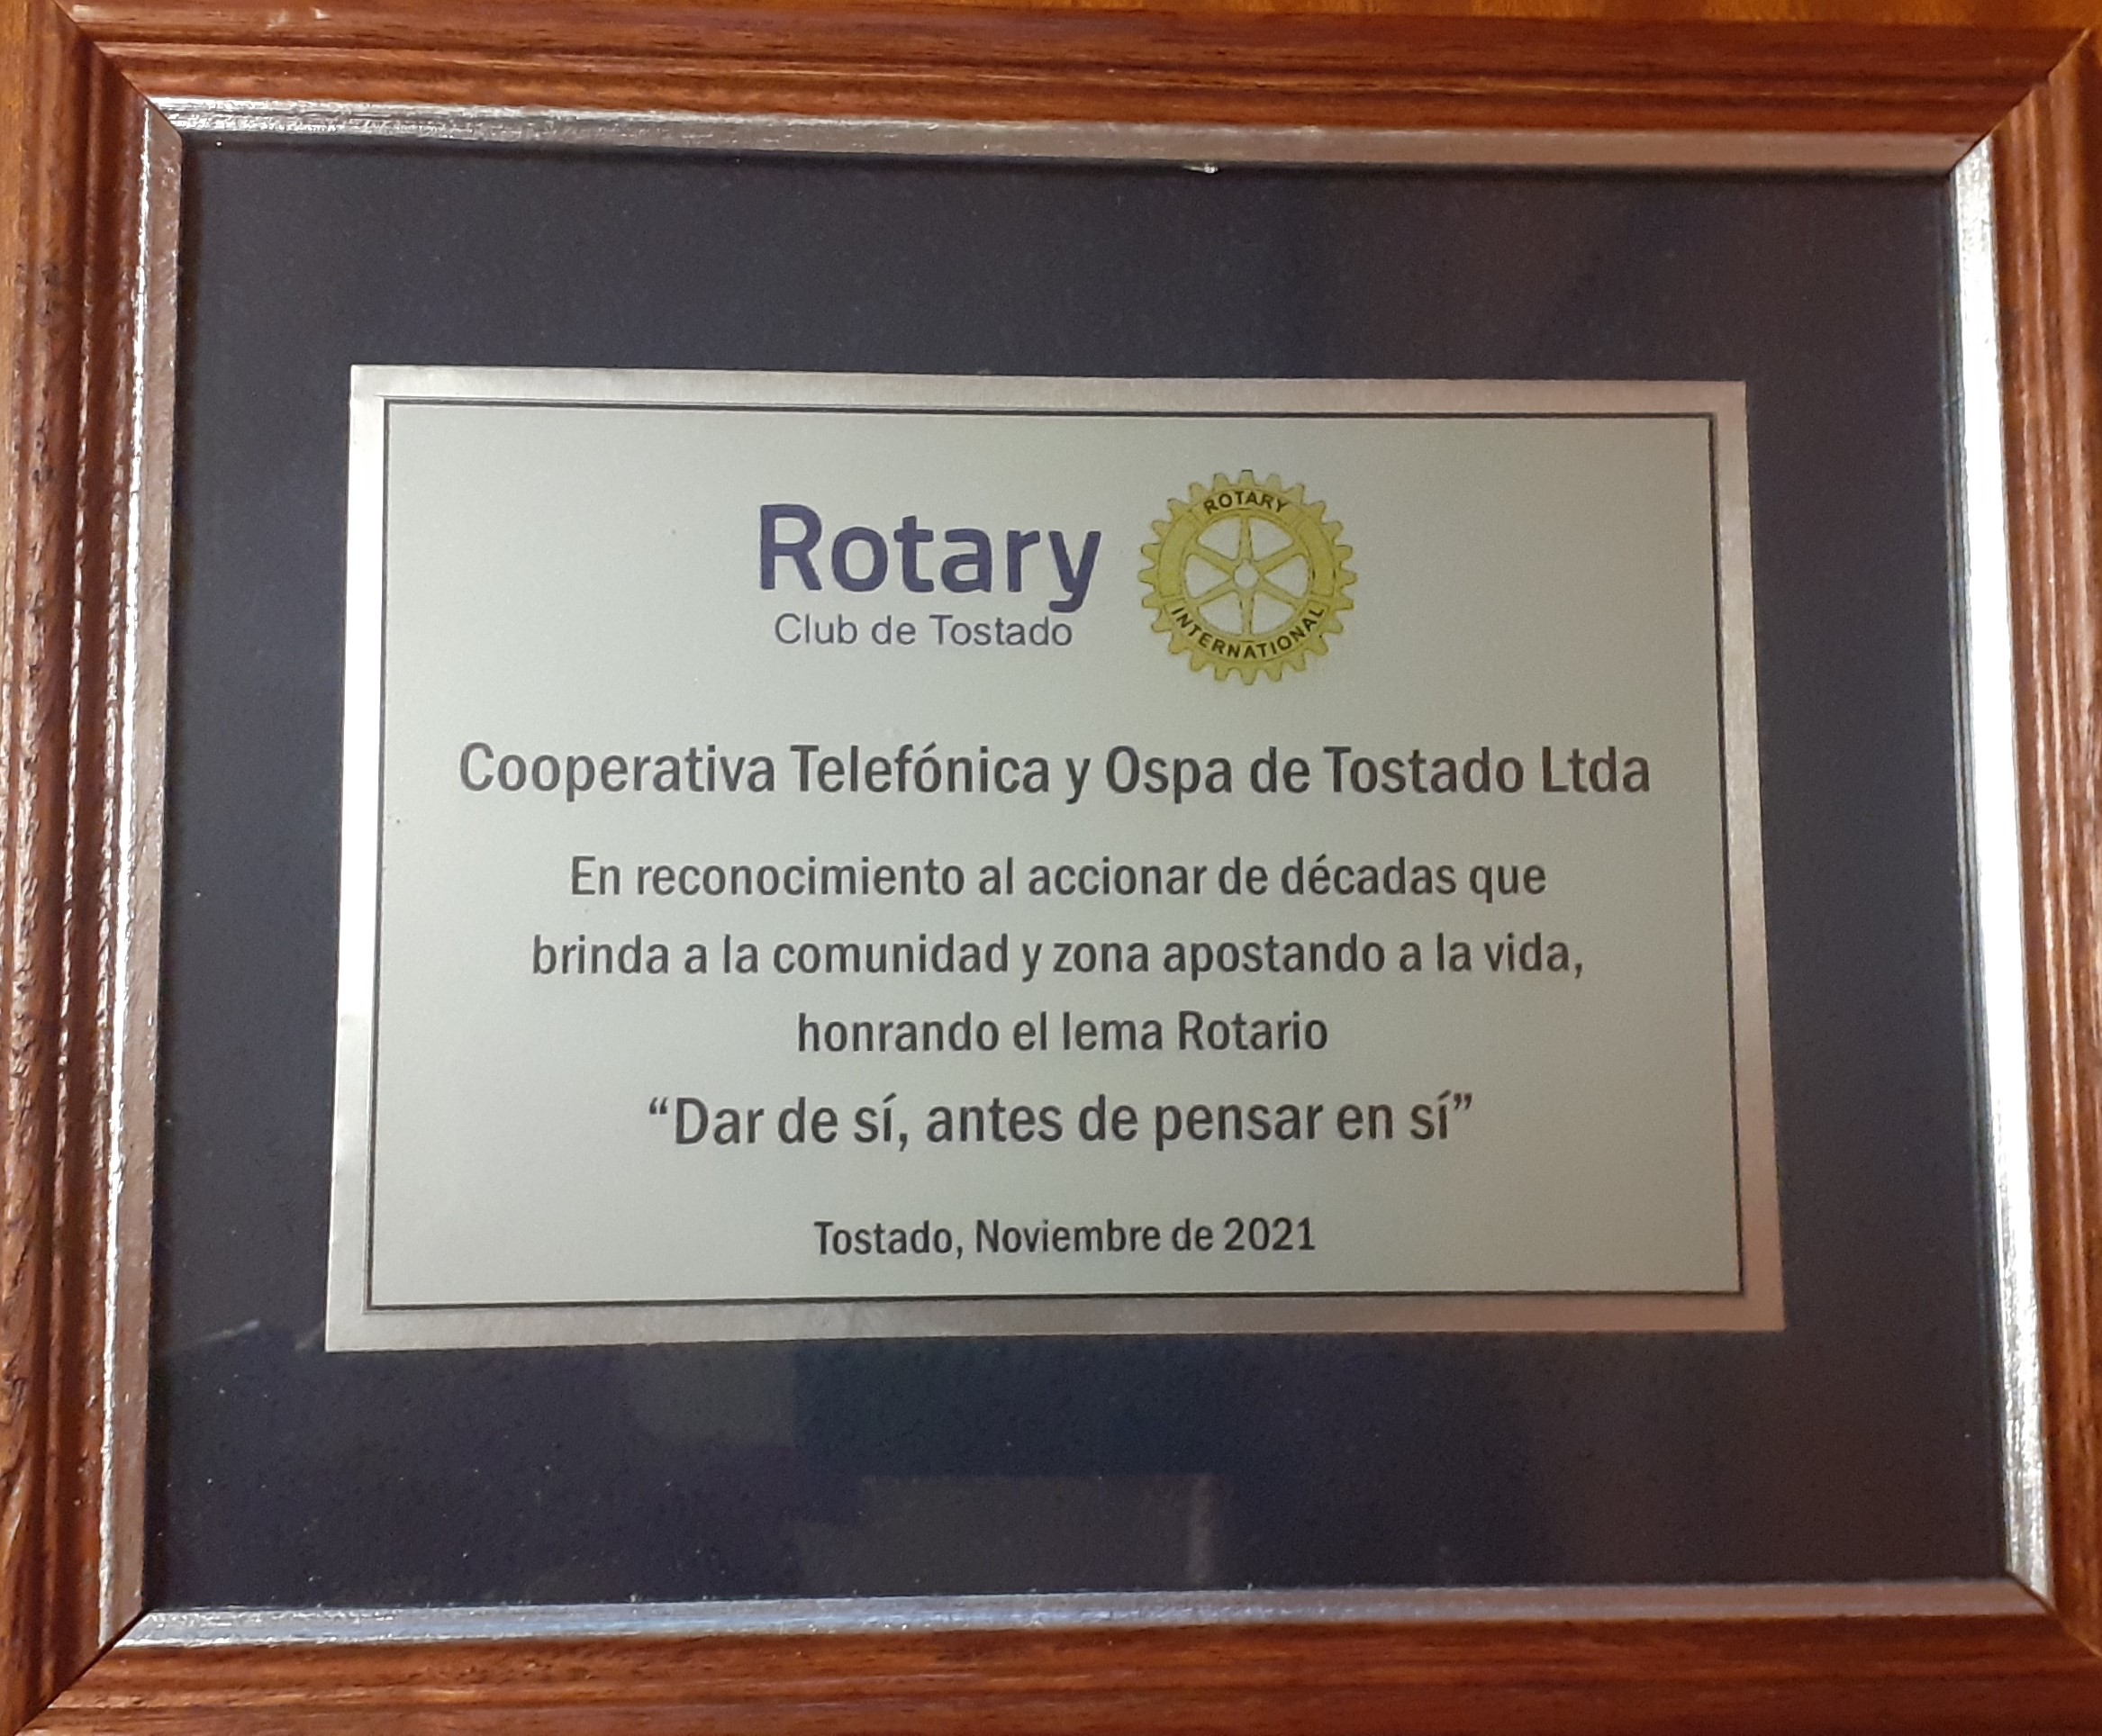 Rotary
Club de Tostado
ROTARY
INTERNATIONAL
Cooperativa Telefónica y Ospa de Tostado Ltda
En reconocimiento al accionar de décadas que
brinda a la comunidad y zona apostando a la vida,
honrando el lema Rotario
“Dar de sí, antes de pensar en sí”
Tostado, Noviembre de 2021